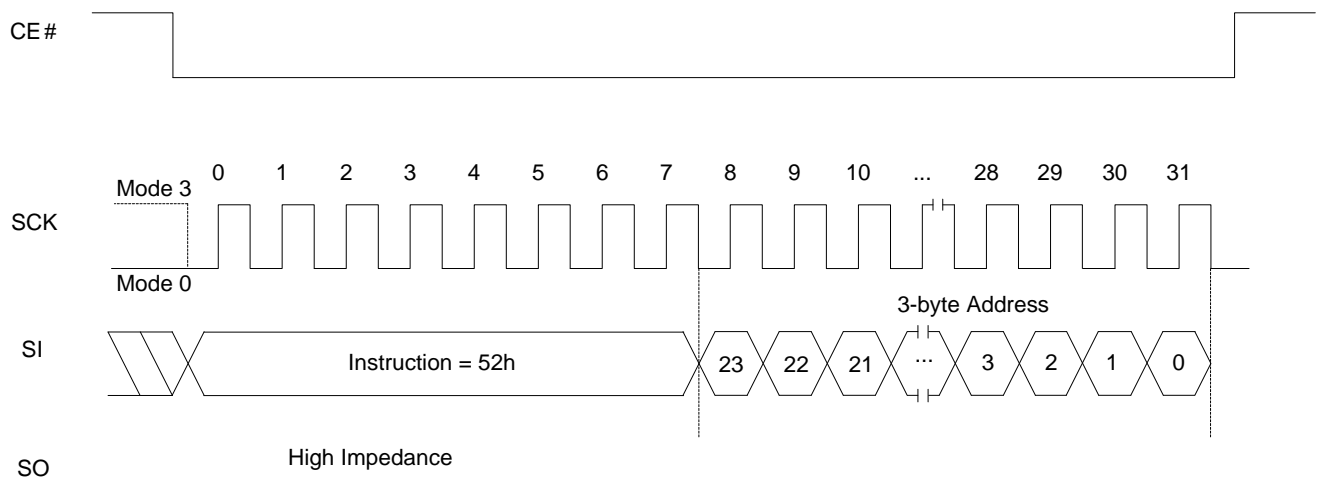 CE#
0 1 2 3 4 5 6 7 8 9 10 ... 28 29 30 31
Mode 3
SCK
Mode 0
3-byte Address
SI
Instruction = 52h
23 22 21 ... 3 2 1 0
High Impedance
SO